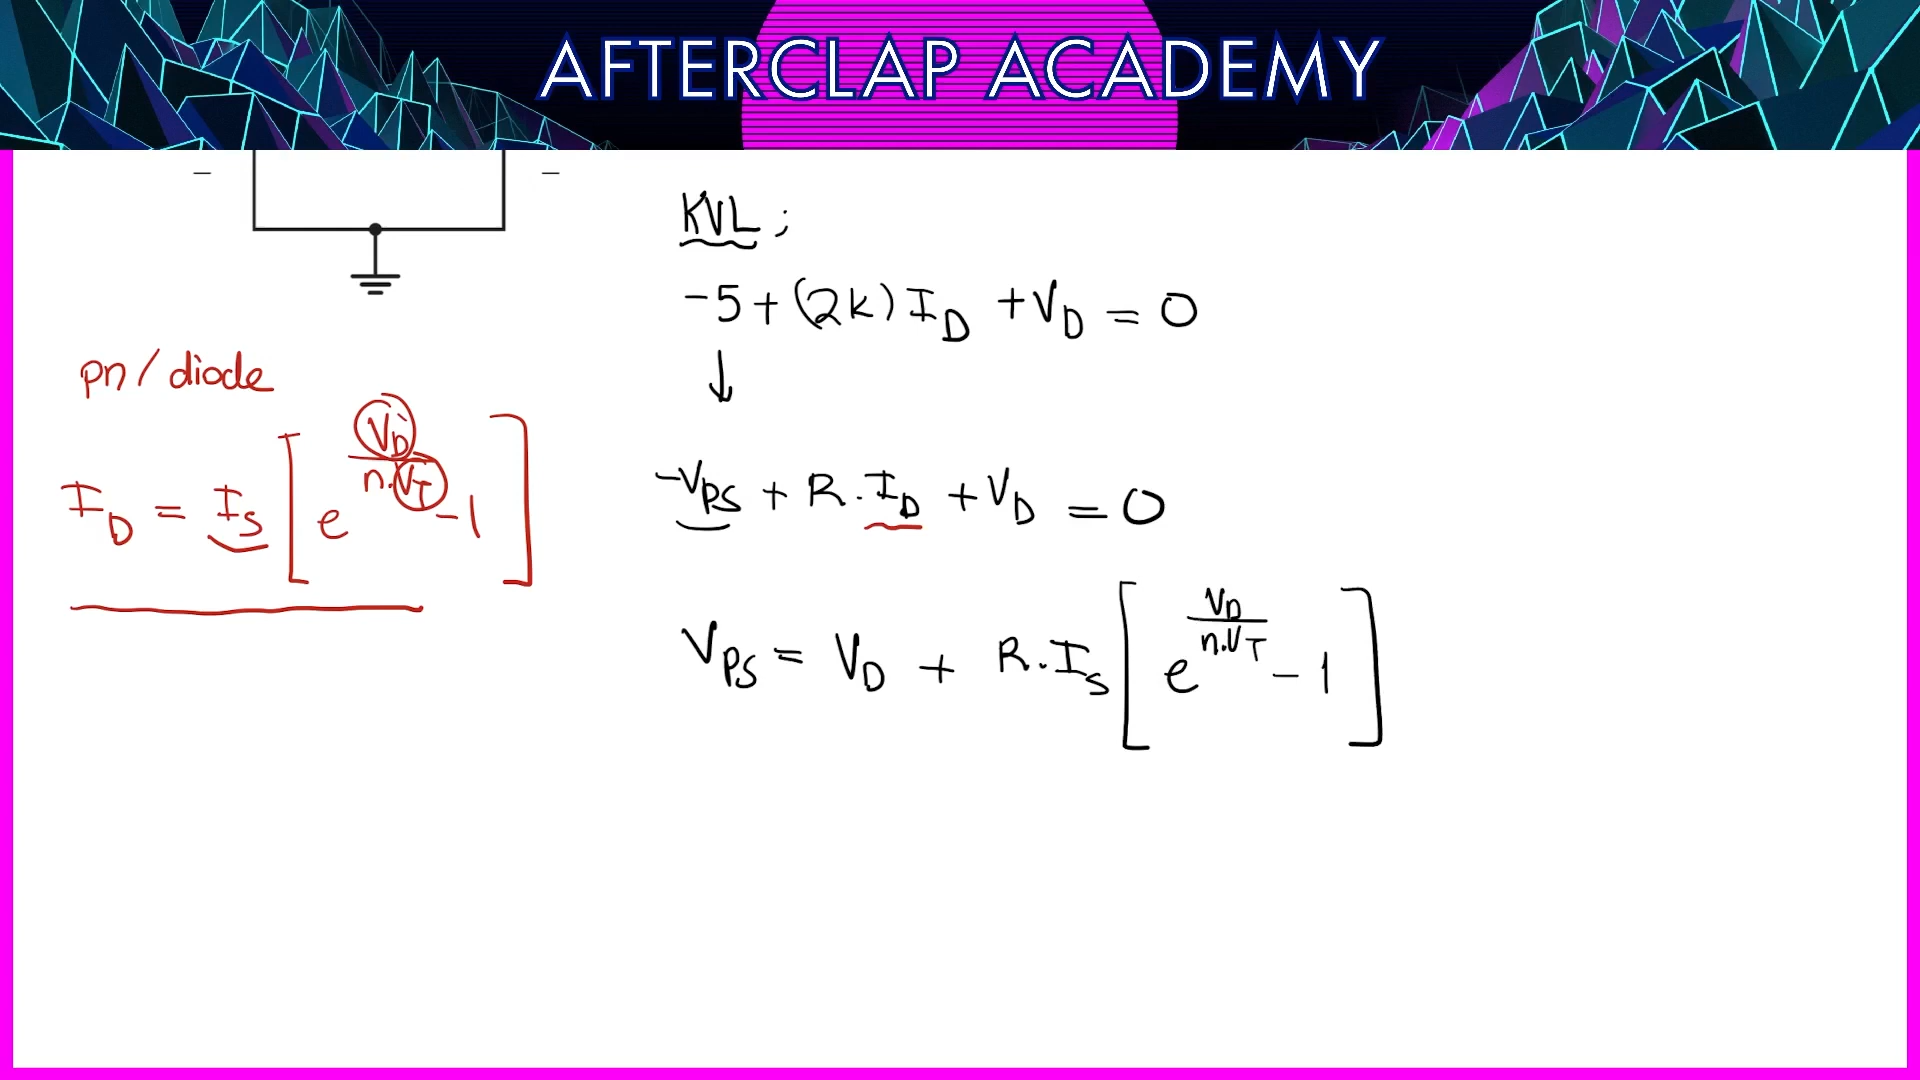 AFTERCLAP ACADEMY
− −
KVL ;
-5 + (2k) I_D + V_D = 0
↓
-V_PS + R . I_D + V_D = 0
V_PS = V_D + R . I_S [ e^(V_D / n.V_T) - 1 ]
pn / diode
I_D = I_S [ e^(V_D / n.V_T) - 1 ]